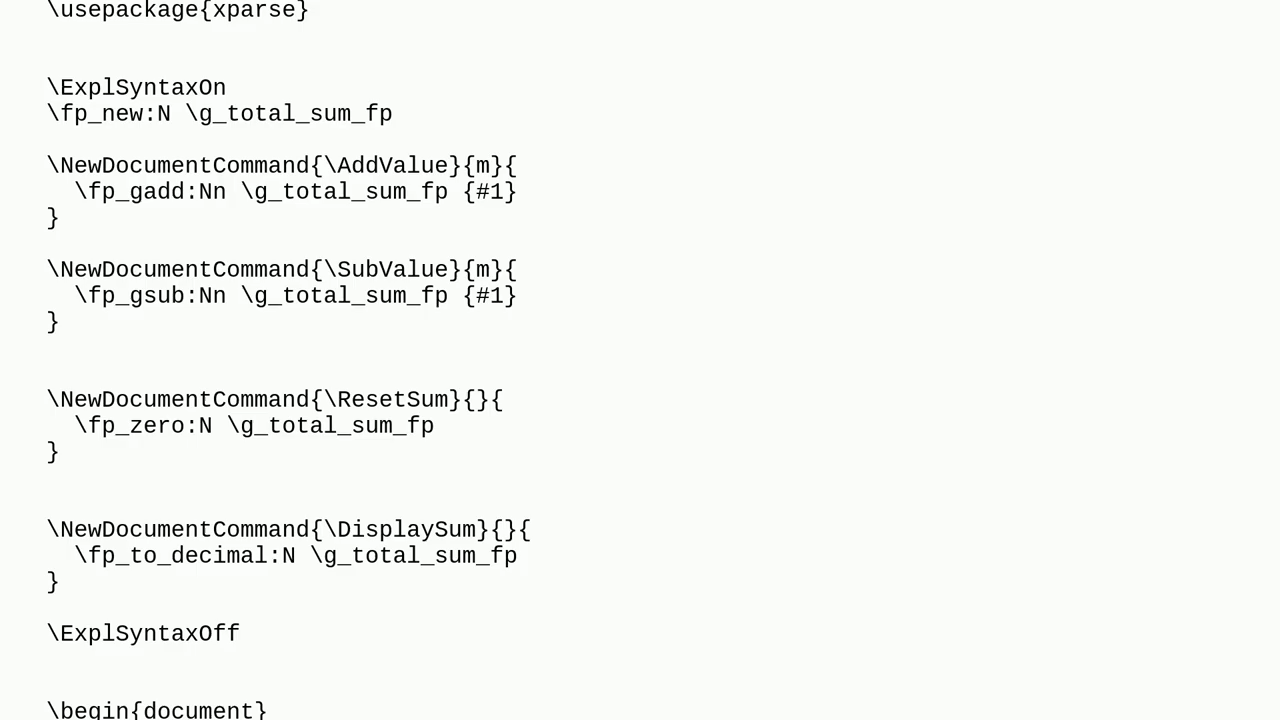 \usepackage{xparse}
\ExplSyntaxOn
\fp_new:N \g_total_sum_fp
\NewDocumentCommand{\AddValue}{m}{
  \fp_gadd:Nn \g_total_sum_fp {#1}
}
\NewDocumentCommand{\SubValue}{m}{
  \fp_gsub:Nn \g_total_sum_fp {#1}
}
\NewDocumentCommand{\ResetSum}{}{
  \fp_zero:N \g_total_sum_fp
}
\NewDocumentCommand{\DisplaySum}{}{
  \fp_to_decimal:N \g_total_sum_fp
}
\ExplSyntaxOff
\begin{document}